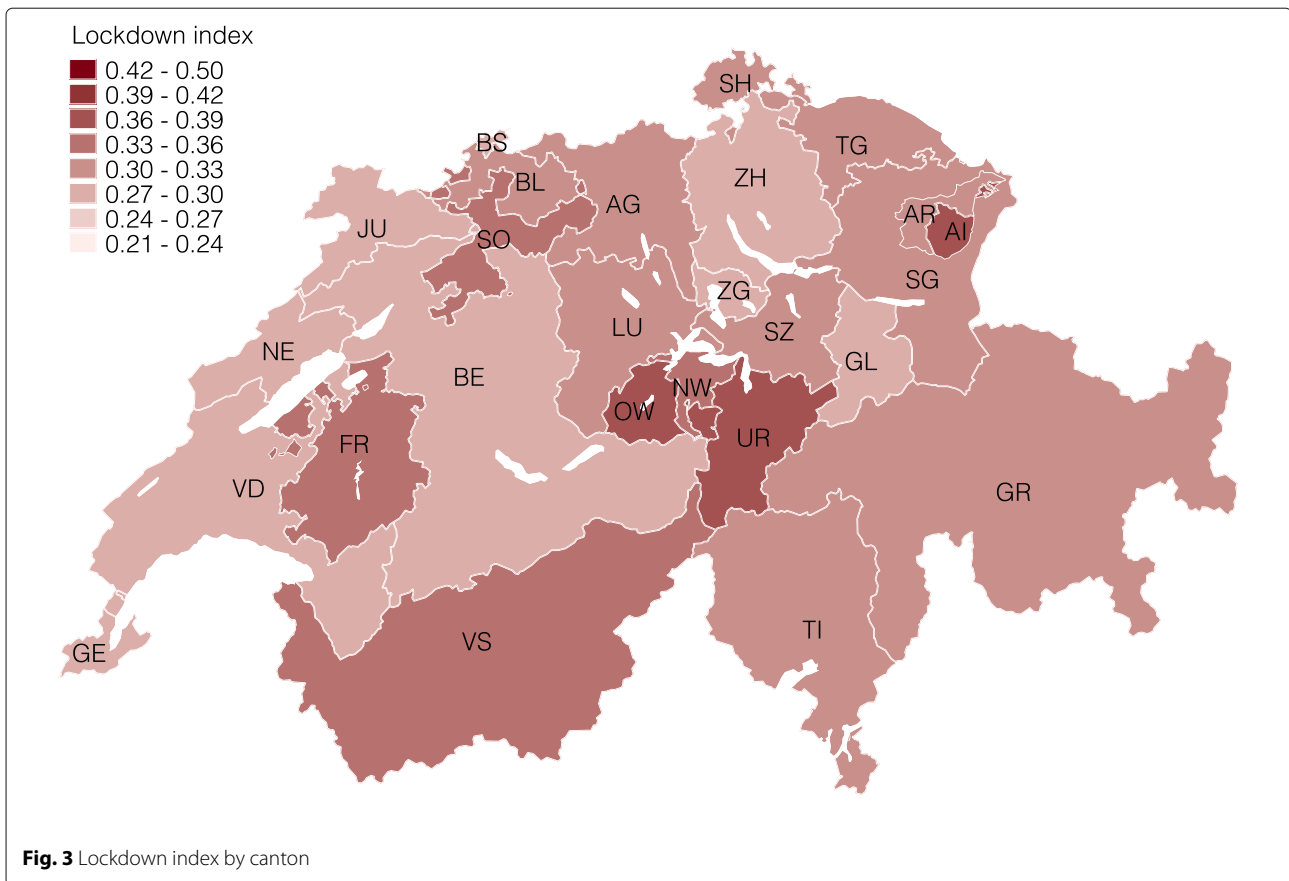 Lockdown index
0.42 - 0.50
0.39 - 0.42
0.36 - 0.39
0.33 - 0.36
0.30 - 0.33
0.27 - 0.30
0.24 - 0.27
0.21 - 0.24
SH
BS
TG
BL
ZH
AG
AR
JU
AI
SO
SG
ZG
LU
SZ
NE
GL
BE
NW
OW
UR
FR
VD
GR
TI
VS
GE
Fig. 3 Lockdown index by canton